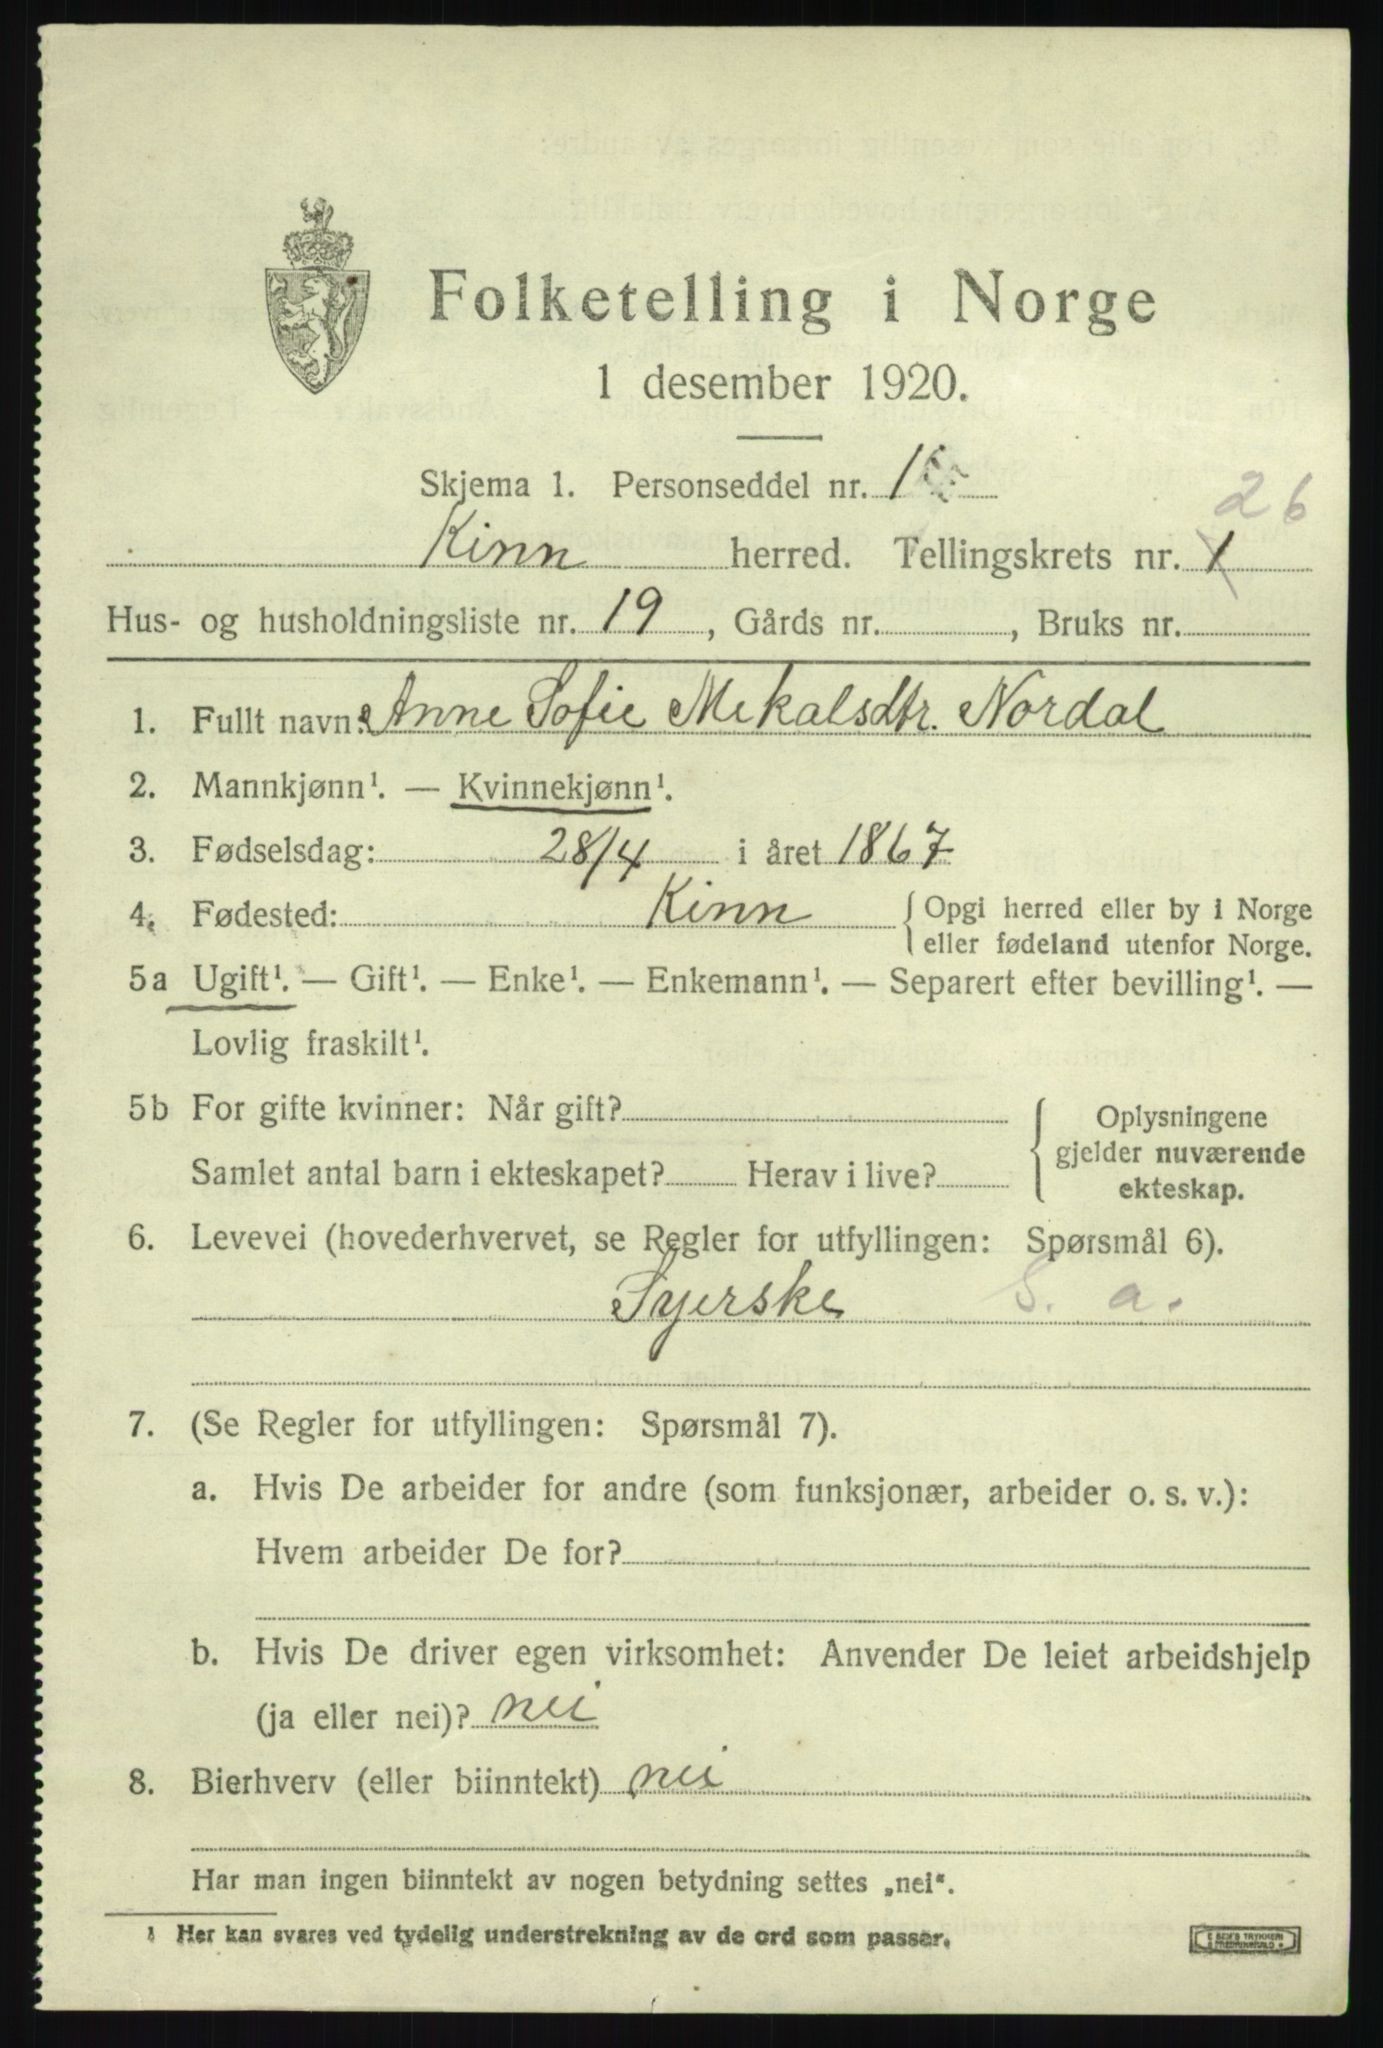 Folketelling i Norge
1 desember 1920.
Skjema 1. Personseddel nr. 1
26
Kinn herred. Tellingskrets nr. 1
Hus- og husholdningsliste nr. 19, Gårds nr. , Bruks nr.
1. Fullt navn: Anne Sofie Mekalsdtr. Nordal
2. Mannkjønn¹. — Kvinnekjønn¹.
3. Fødselsdag: 28/4 i året 1867
4. Fødested: Kinn { Opgi herred eller by i Norge
eller fødeland utenfor Norge.
5a Ugift¹. — Gift¹. — Enke¹. — Enkemann¹. — Separert efter bevilling¹. —
Lovlig fraskilt¹.
5b For gifte kvinner: Når gift?
Samlet antal barn i ekteskapet? Herav i live?
{ Oplysningene
gjelder nuværende
ekteskap.
6. Levevei (hovederhvervet, se Regler for utfyllingen: Spørsmål 6).
Syerske S. a.
7. (Se Regler for utfyllingen: Spørsmål 7).
a. Hvis De arbeider for andre (som funksjonær, arbeider o. s. v.):
Hvem arbeider De for?
b. Hvis De driver egen virksomhet: Anvender De leiet arbeidshjelp
(ja eller nei)? nei
8. Bierhverv (eller biinntekt) nei
Har man ingen biinntekt av nogen betydning settes „nei“.
¹ Her kan svares ved tydelig understrekning av de ord som passer.